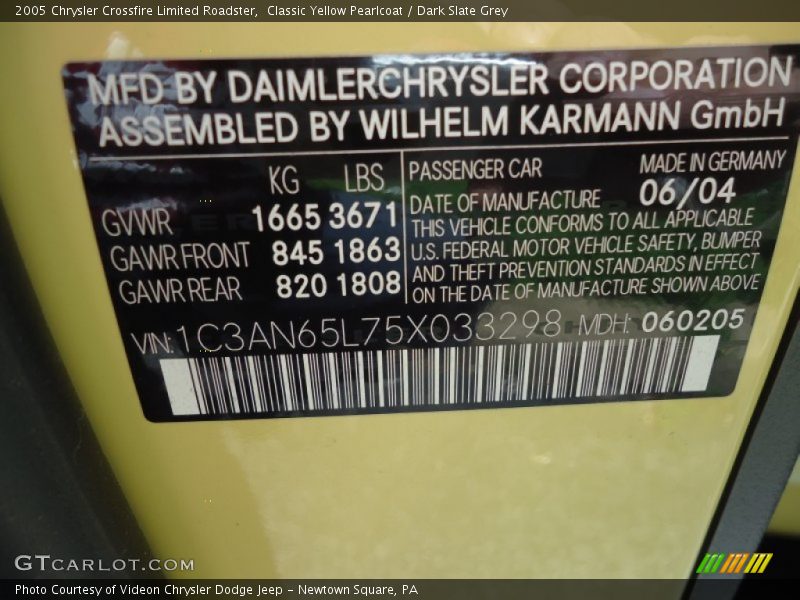 2005 Chrysler Crossfire Limited Roadster,  Classic Yellow Pearlcoat / Dark Slate Grey
MFD BY DAIMLERCHRYSLER CORPORATION
ASSEMBLED BY WILHELM KARMANN GmbH
KG LBS
GVWR 1665 3671
GAWR FRONT 845 1863
GAWR REAR 820 1808
PASSENGER CAR MADE IN GERMANY
DATE OF MANUFACTURE 06/04
THIS VEHICLE CONFORMS TO ALL APPLICABLE
U.S. FEDERAL MOTOR VEHICLE SAFETY, BUMPER
AND THEFT PREVENTION STANDARDS IN EFFECT
ON THE DATE OF MANUFACTURE SHOWN ABOVE
VIN: 1C3AN65L75X033298 MDH: 060205
GTCARLOT.COM
Photo Courtesy of Videon Chrysler Dodge Jeep - Newtown Square, PA